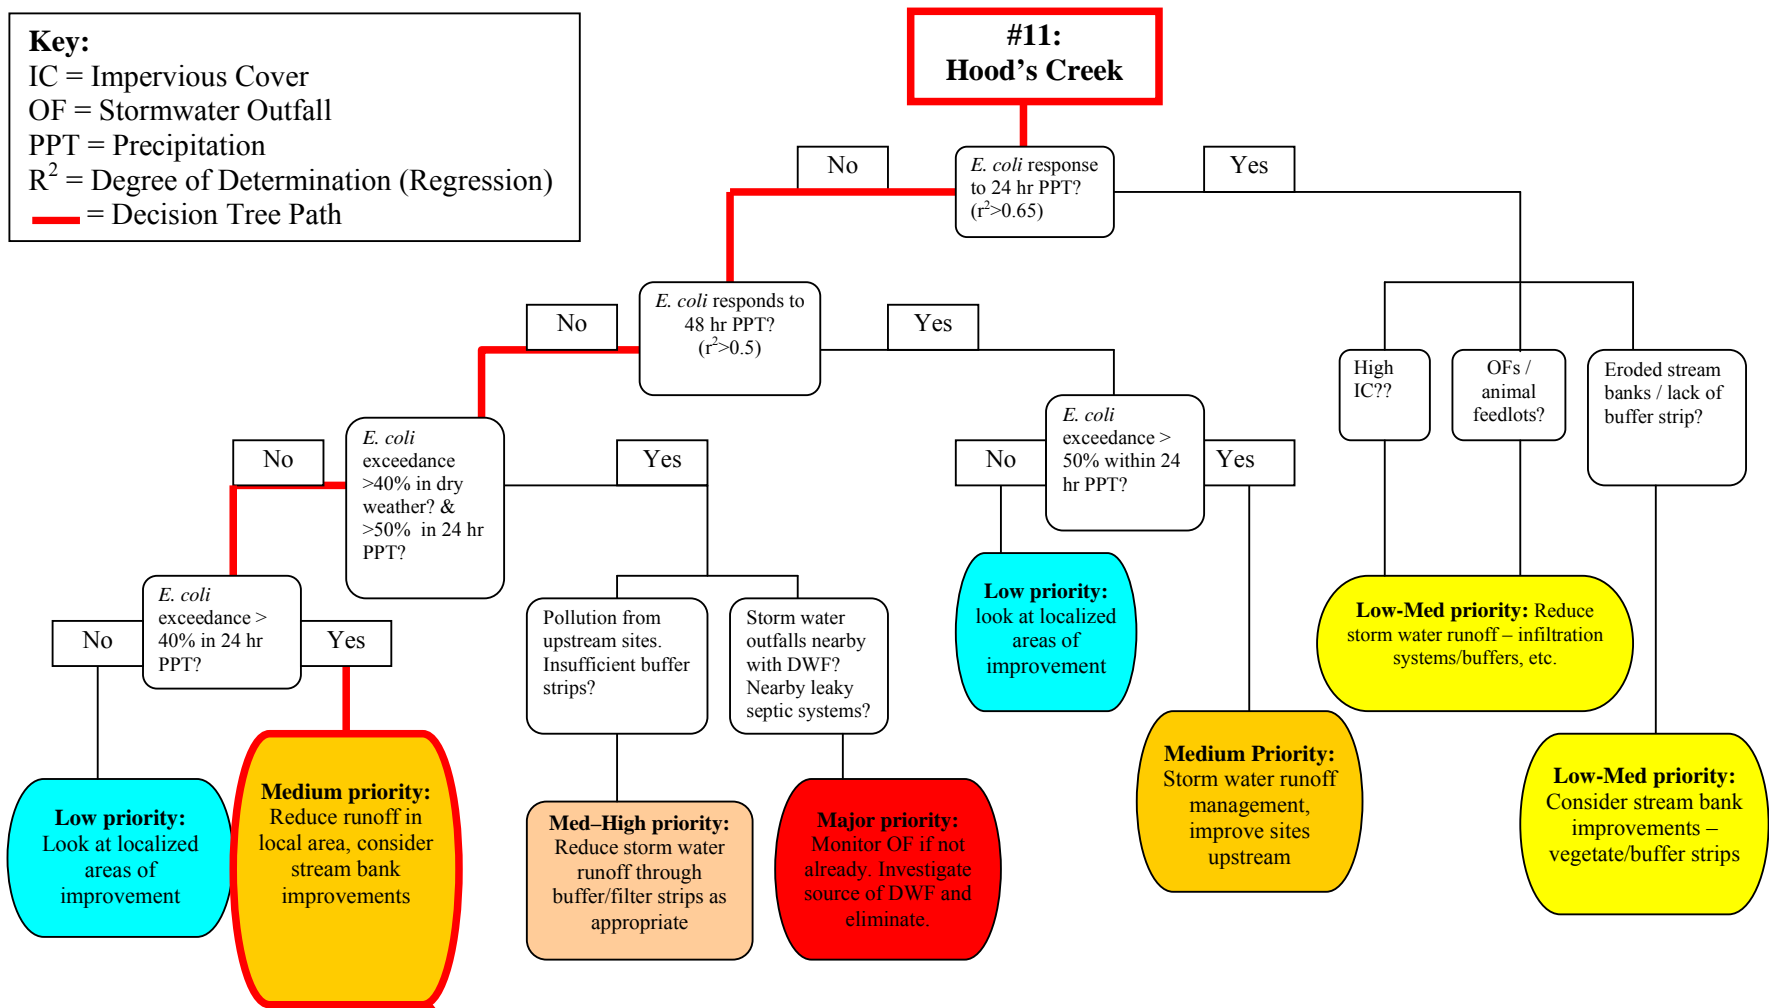 Key:
IC = Impervious Cover
OF = Stormwater Outfall
PPT = Precipitation
R² = Degree of Determination (Regression)
= Decision Tree Path
#11:
Hood's Creek
No
E. coli response
to 24 hr PPT?
(r²>0.65)
Yes
No
E. coli responds to
48 hr PPT?
(r²>0.5)
Yes
High
IC??
OFs /
animal
feedlots?
Eroded stream
banks / lack of
buffer strip?
No
E. coli
exceedance
>40% in dry
weather? &
>50% in 24 hr
PPT?
Yes
No
E. coli
exceedance >
50% within 24
hr PPT?
Yes
No
E. coli
exceedance >
40% in 24 hr
PPT?
Yes
Pollution from
upstream sites.
Insufficient buffer
strips?
Storm water
outfalls nearby
with DWF?
Nearby leaky
septic systems?
Low priority:
look at localized
areas of
improvement
Low-Med priority: Reduce
storm water runoff – infiltration
systems/buffers, etc.
Low priority:
Look at localized
areas of
improvement
Medium priority:
Reduce runoff in
local area, consider
stream bank
improvements
Med–High priority:
Reduce storm water
runoff through
buffer/filter strips as
appropriate
Major priority:
Monitor OF if not
already. Investigate
source of DWF and
eliminate.
Medium Priority:
Storm water runoff
management,
improve sites
upstream
Low-Med priority:
Consider stream bank
improvements –
vegetate/buffer strips